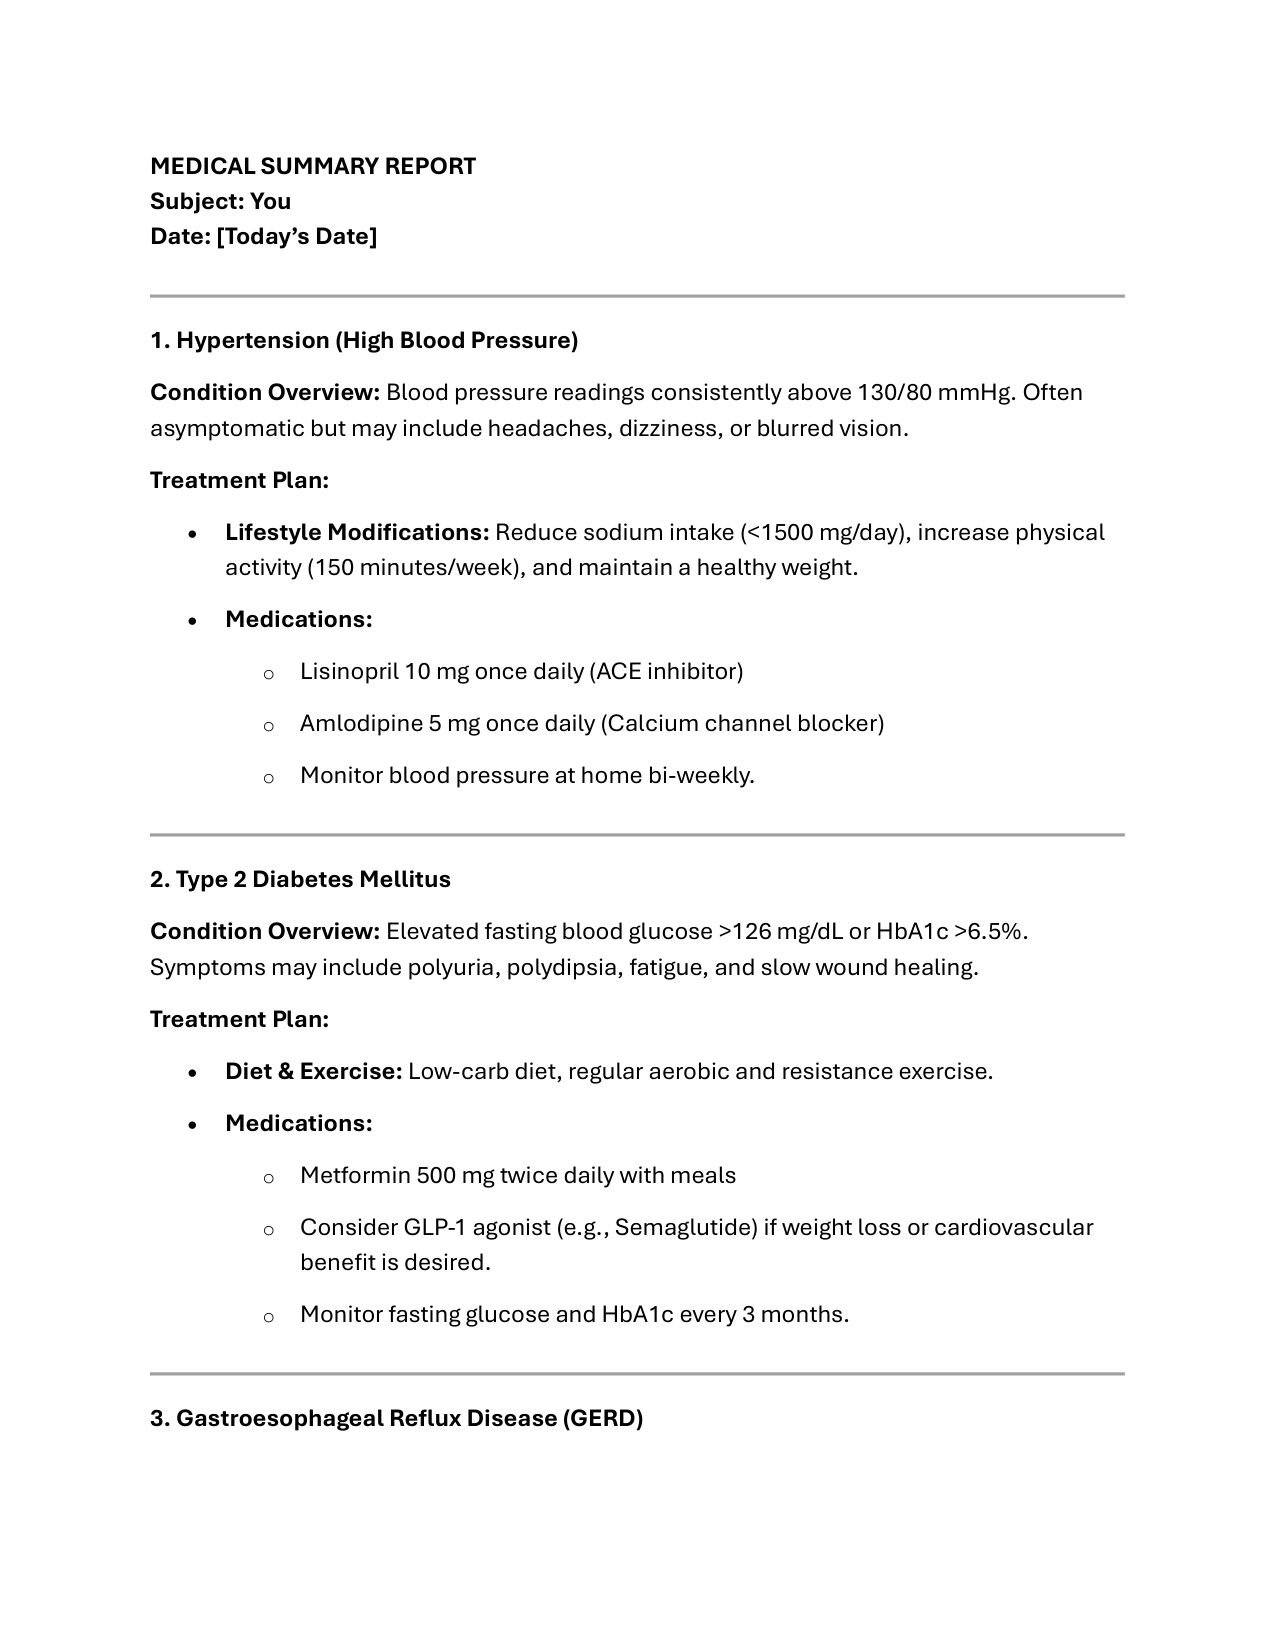 MEDICAL SUMMARY REPORT
Subject: You
Date: [Today’s Date]
1. Hypertension (High Blood Pressure)
Condition Overview: Blood pressure readings consistently above 130/80 mmHg. Often
asymptomatic but may include headaches, dizziness, or blurred vision.
Treatment Plan:
• Lifestyle Modifications: Reduce sodium intake (<1500 mg/day), increase physical
activity (150 minutes/week), and maintain a healthy weight.
• Medications:
o Lisinopril 10 mg once daily (ACE inhibitor)
o Amlodipine 5 mg once daily (Calcium channel blocker)
o Monitor blood pressure at home bi-weekly.
2. Type 2 Diabetes Mellitus
Condition Overview: Elevated fasting blood glucose >126 mg/dL or HbA1c >6.5%.
Symptoms may include polyuria, polydipsia, fatigue, and slow wound healing.
Treatment Plan:
• Diet & Exercise: Low-carb diet, regular aerobic and resistance exercise.
• Medications:
o Metformin 500 mg twice daily with meals
o Consider GLP-1 agonist (e.g., Semaglutide) if weight loss or cardiovascular
benefit is desired.
o Monitor fasting glucose and HbA1c every 3 months.
3. Gastroesophageal Reflux Disease (GERD)